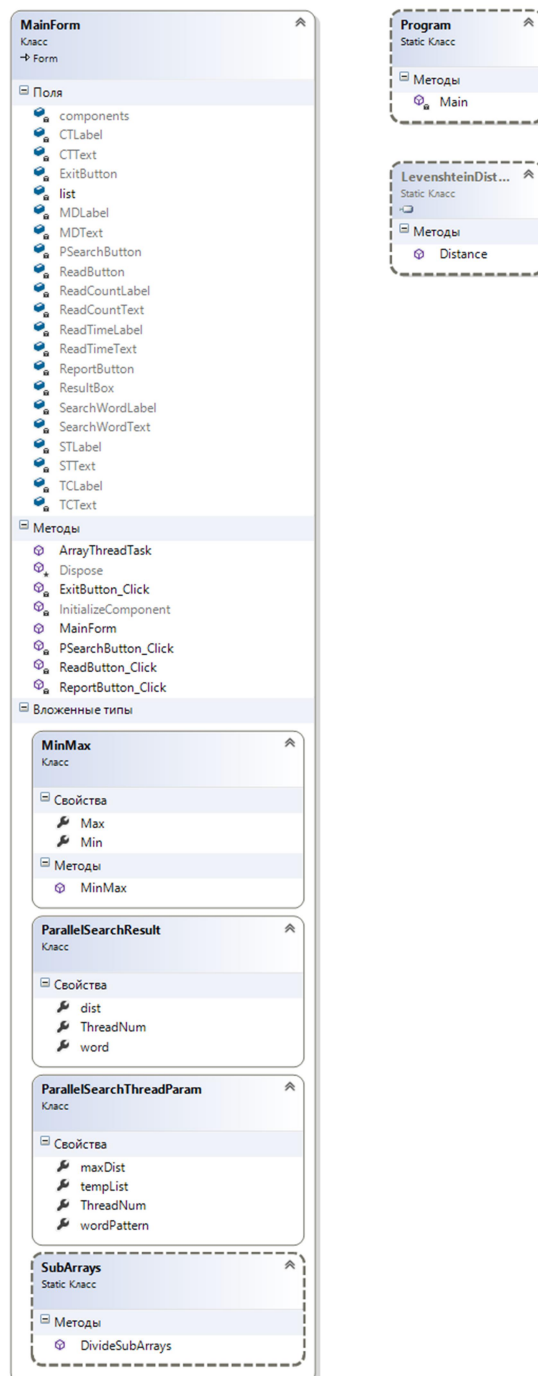 MainForm
Класс
Form
Поля
components
CTLabel
CTText
ExitButton
list
MDLabel
MDText
PSearchButton
ReadButton
ReadCountLabel
ReadCountText
ReadTimeLabel
ReadTimeText
ReportButton
ResultBox
SearchWordLabel
SearchWordText
STLabel
STText
TCLabel
TCText
Методы
ArrayThreadTask
Dispose
ExitButton_Click
InitializeComponent
MainForm
PSearchButton_Click
ReadButton_Click
ReportButton_Click
Вложенные типы
MinMax
Класс
Свойства
Max
Min
Методы
MinMax
ParallelSearchResult
Класс
Свойства
dist
ThreadNum
word
ParallelSearchThreadParam
Класс
Свойства
maxDist
tempList
ThreadNum
wordPattern
SubArrays
Static Класс
Методы
DivideSubArrays
Program
Static Класс
Методы
Main
LevenshteinDist...
Static Класс
Методы
Distance